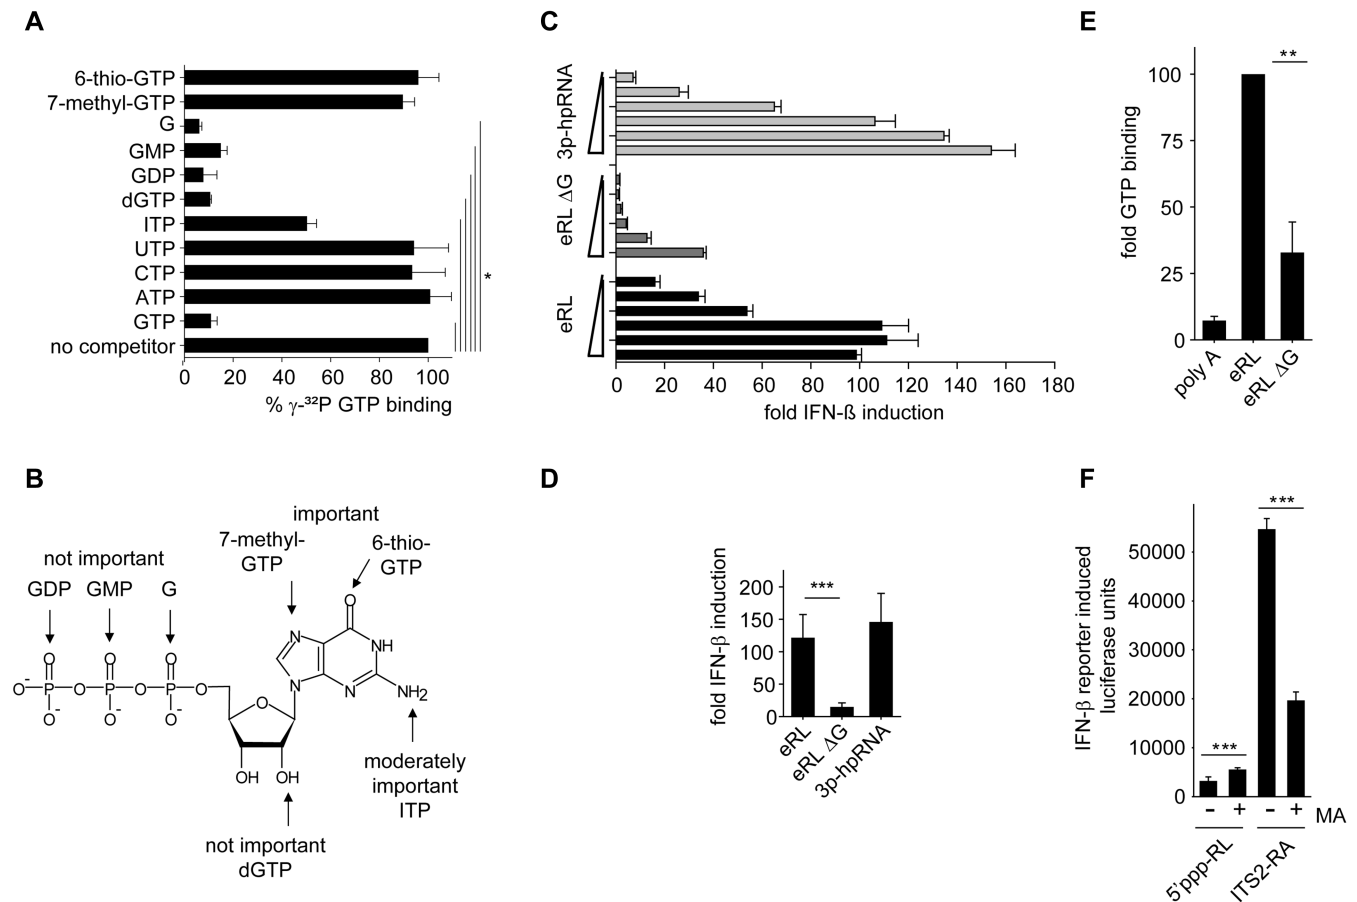 A
6-thio-GTP
7-methyl-GTP
G
GMP
GDP
dGTP
ITP
UTP
CTP
ATP
GTP
no competitor
*
0 20 40 60 80 100
% γ-³²P GTP binding
B
important
7-methyl-
GTP
6-thio-
GTP
not important
GDP GMP G
O O O O
N NH
O⁻ P O P O P O N N NH2
O⁻ O⁻ O⁻ O
OH OH
moderately
important
ITP
not important
dGTP
C
3p-hpRNA
eRL ΔG
eRL
0 20 40 60 80 100 120 140 160 180
fold IFN-ß induction
D
fold IFN-β induction
200
150
100
50
0
***
eRL
eRL ΔG
3p-hpRNA
E
**
fold GTP binding
100
75
50
25
0
poly A
eRL
eRL ΔG
F
IFN-β reporter induced
luciferase units
50000
40000
30000
20000
10000
0
***
***
- + - + MA
5'ppp-RL
ITS2-RA